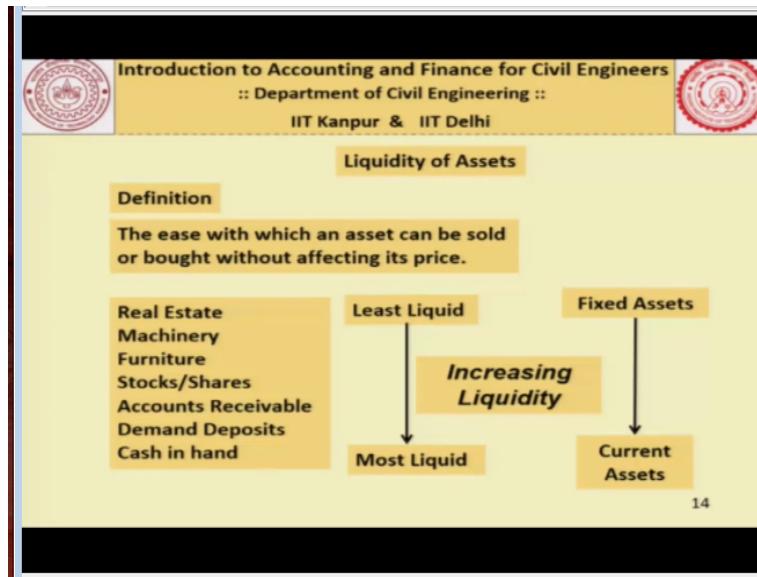 Introduction to Accounting and Finance for Civil Engineers
:: Department of Civil Engineering ::
IIT Kanpur & IIT Delhi
Liquidity of Assets
Definition
The ease with which an asset can be sold
or bought without affecting its price.
Real Estate
Machinery
Furniture
Stocks/Shares
Accounts Receivable
Demand Deposits
Cash in hand
Least Liquid
Most Liquid
Increasing
Liquidity
Fixed Assets
Current
Assets
14